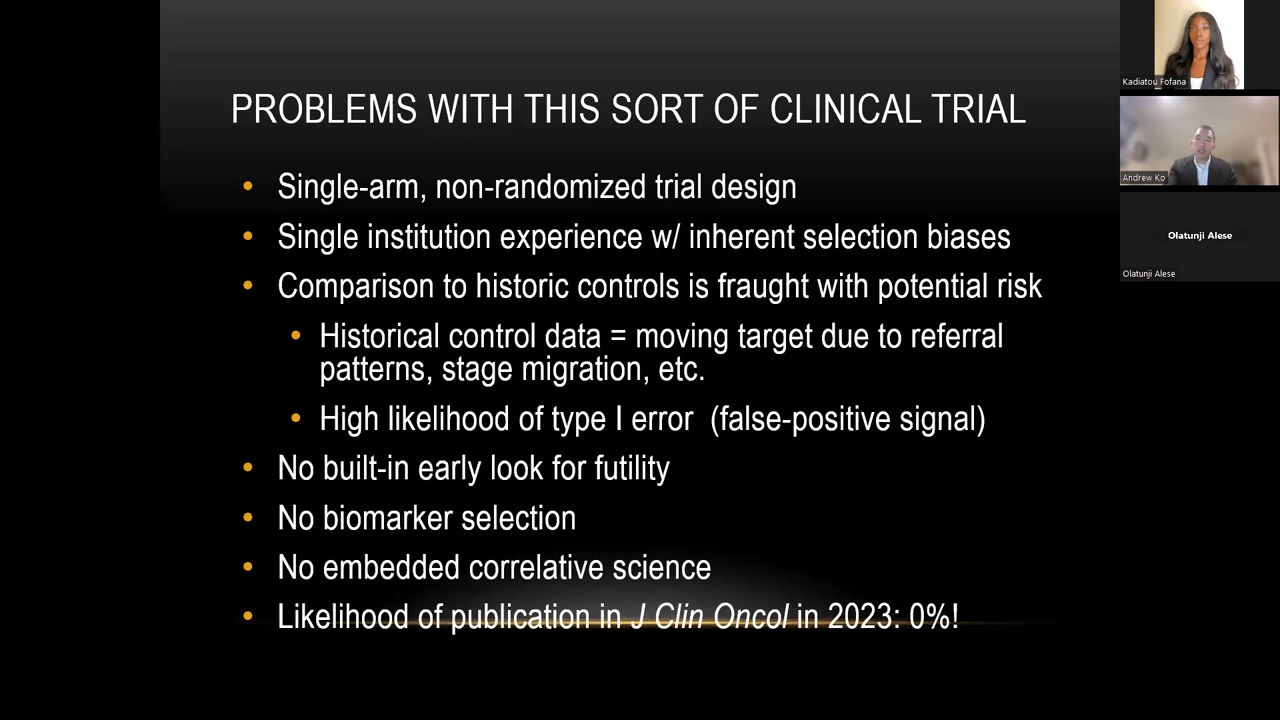 PROBLEMS WITH THIS SORT OF CLINICAL TRIAL
• Single-arm, non-randomized trial design
• Single institution experience w/ inherent selection biases
• Comparison to historic controls is fraught with potential risk
• Historical control data = moving target due to referral
patterns, stage migration, etc.
• High likelihood of type I error (false-positive signal)
• No built-in early look for futility
• No biomarker selection
• No embedded correlative science
• Likelihood of publication in J Clin Oncol in 2023: 0%!
Kadiatou Fofana
Andrew Ko
Olatunji Alese
Olatunji Alese